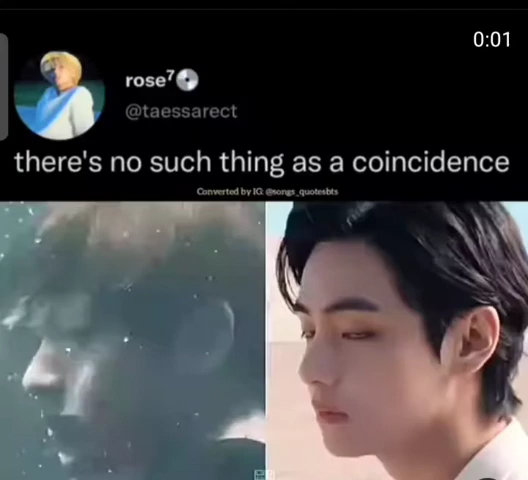 0:01
rose⁷
@taessarect
there's no such thing as a coincidence
Converted by IG: @songs_quotesbts